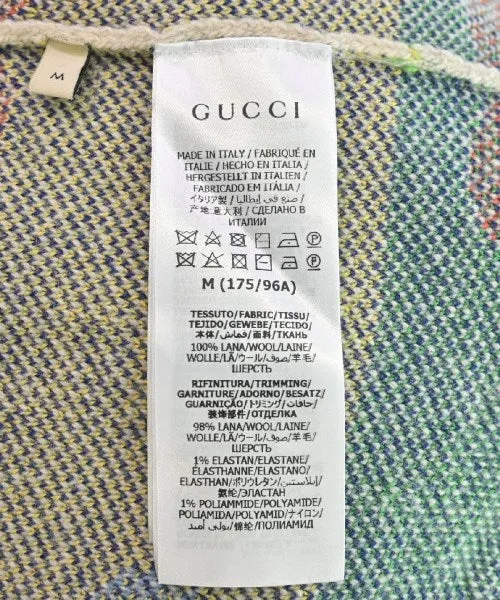 M
GUCCI
MADE IN ITALY / FABRIQUÉ EN
ITALIE / HECHO EN ITALIA /
HERGESTELLT IN ITALIEN /
FABRICADO EM ITÁLIA /
イタリア製 / صنع في إيطاليا /
产地:意大利 / СДЕЛАНО В
ИТАЛИИ
M (175/96A)
TESSUTO/FABRIC/TISSU/
TEJIDO/GEWEBE/TECIDO/
本体/قماش/面料/ТКАНЬ
100% LANA/WOOL/LAINE/
WOLLE/LÃ/ウール/صوف/羊毛/
ШЕРСТЬ
RIFINITURA/TRIMMING/
GARNITURE/ADORNO/BESATZ/
GUARNIÇÃO/トリミング/حافات/
装饰部件/ОТДЕЛКА
98% LANA/WOOL/LAINE/
WOLLE/LÃ/ウール/صوف/羊毛/
ШЕРСТЬ
1% ELASTAN/ELASTANE/
ÉLASTHANNE/ELASTANO/
ELASTHAN/ポリウレタン/إيلاستين/
氨纶/ЭЛАСТАН
1% POLIAMMIDE/POLYAMIDE/
POLIAMIDA/POLYAMID/ナイロン/
بولي أميد/锦纶/ПОЛИАМИД